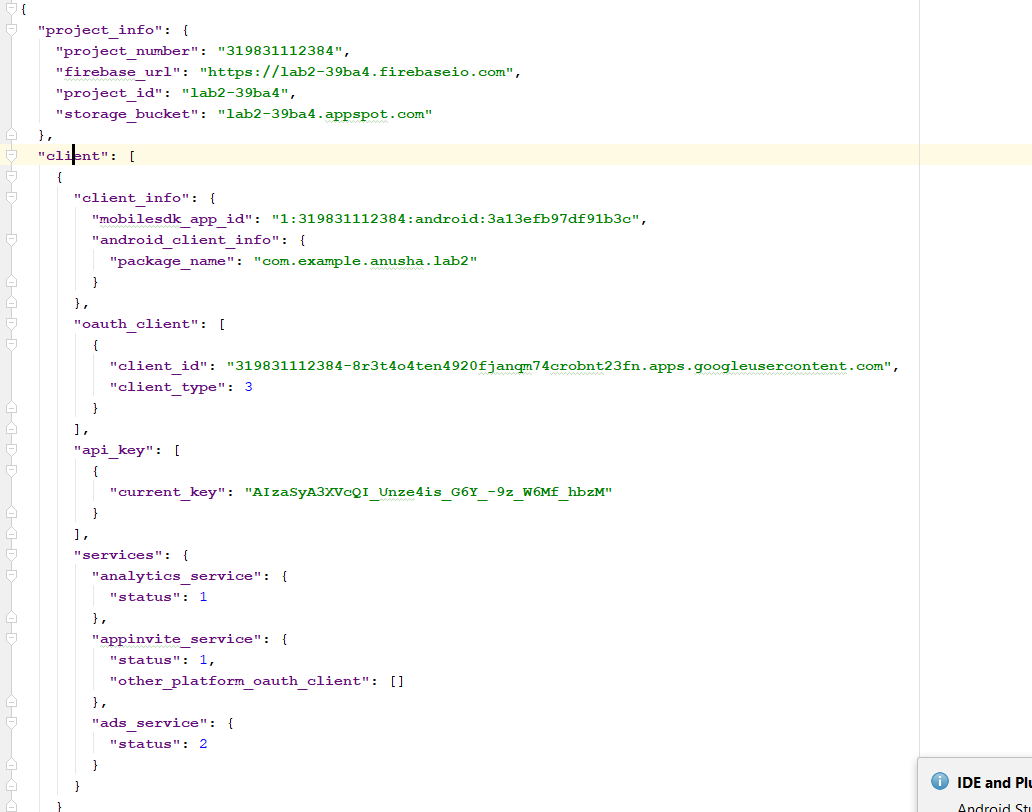 {
"project_info": {
"project_number": "319831112384",
"firebase_url": "https://lab2-39ba4.firebaseio.com",
"project_id": "lab2-39ba4",
"storage_bucket": "lab2-39ba4.appspot.com"
},
"client": [
{
"client_info": {
"mobilesdk_app_id": "1:319831112384:android:3a13efb97df91b3c",
"android_client_info": {
"package_name": "com.example.anusha.lab2"
}
},
"oauth_client": [
{
"client_id": "319831112384-8r3t4o4ten4920fjanqm74crobnt23fn.apps.googleusercontent.com",
"client_type": 3
}
],
"api_key": [
{
"current_key": "AIzaSyA3XVcQI_Unze4is_G6Y_-9z_W6Mf_hbzM"
}
],
"services": {
"analytics_service": {
"status": 1
},
"appinvite_service": {
"status": 1,
"other_platform_oauth_client": []
},
"ads_service": {
"status": 2
}
}
}
IDE and Plu
Android Stu